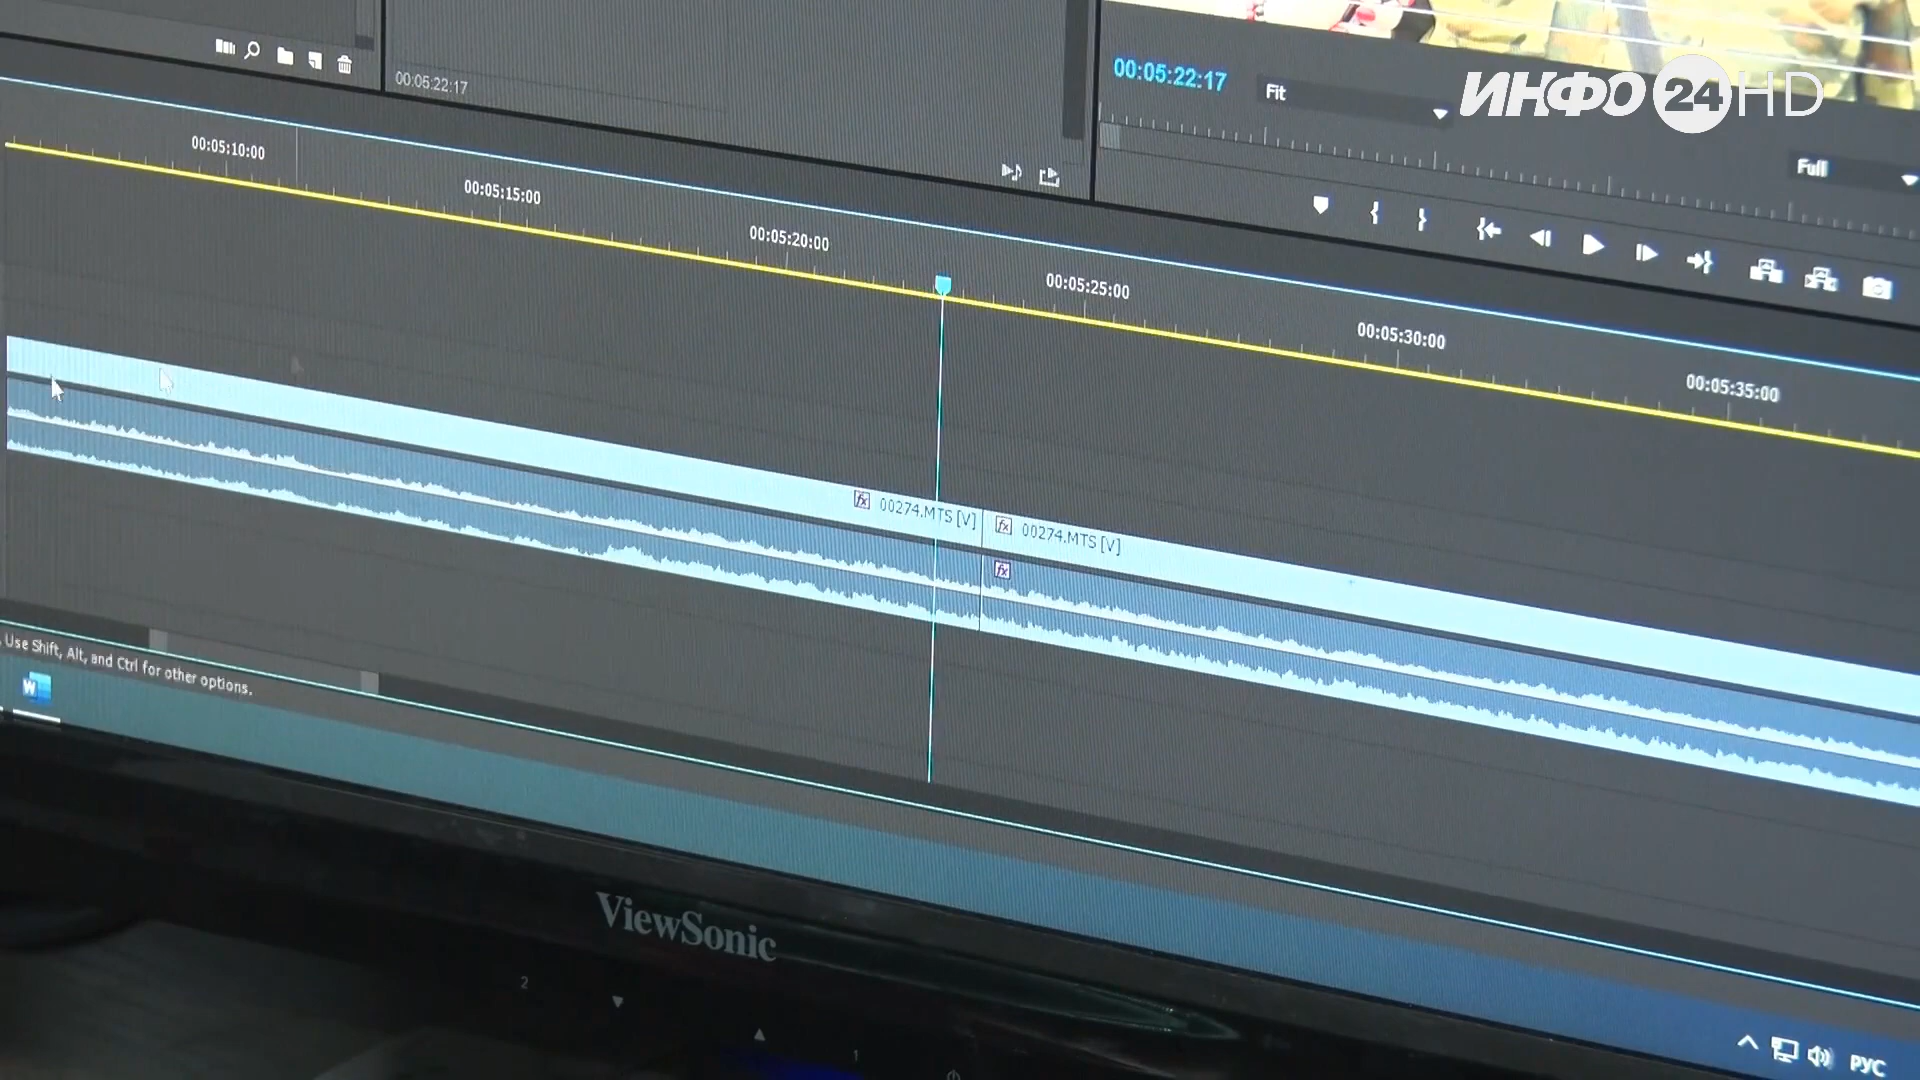 ИНФО 24 HD
00:05:22:17
00:05:22:17
Fit
Full
00:05:10:00
00:05:15:00
00:05:20:00
00:05:25:00
00:05:30:00
00:05:35:00
fx 00274.MTS [V]
fx 00274.MTS [V]
fx
Use Shift, Alt, and Ctrl for other options.
W
ViewSonic
2
1
РУС